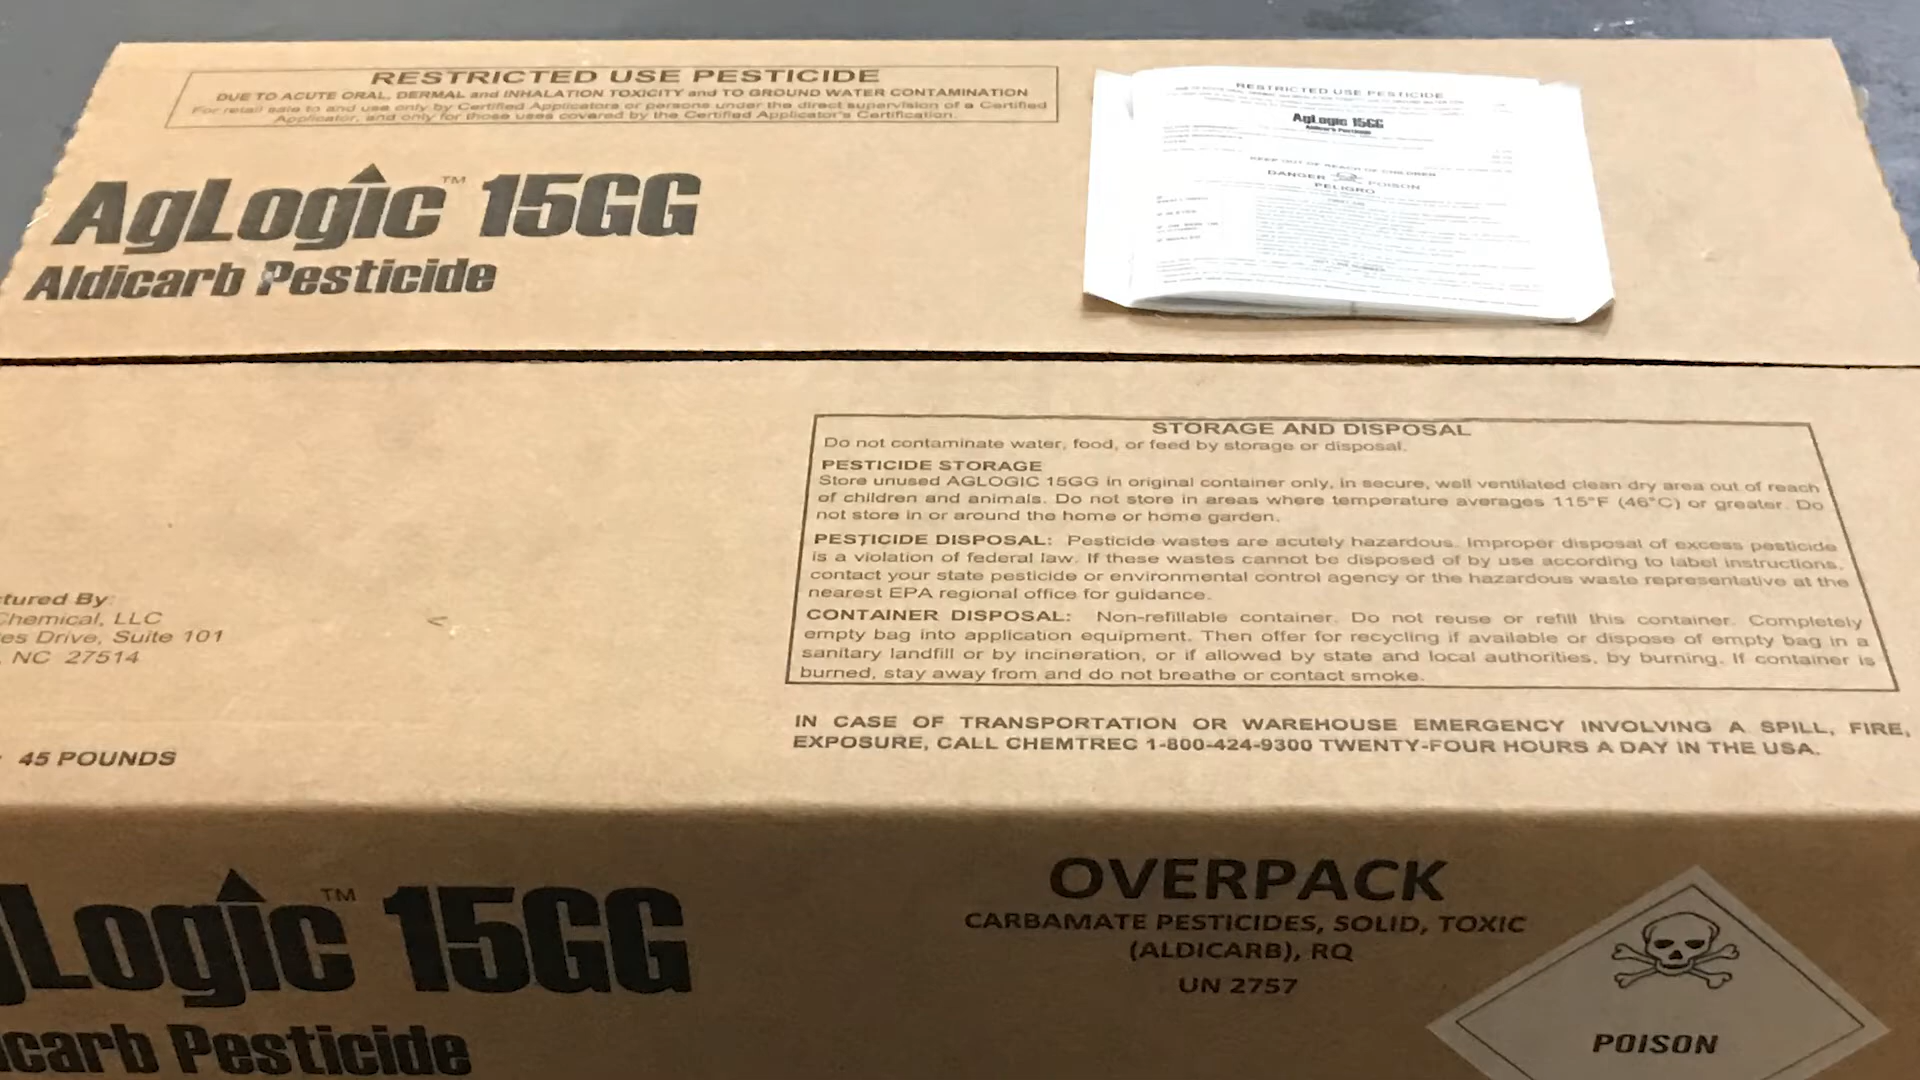 RESTRICTED USE PESTICIDE
DUE TO ACUTE ORAL, DERMAL and INHALATION TOXICITY and TO GROUND WATER CONTAMINATION
For retail sale to and use only by Certified Applicators or persons under the direct supervision of a Certified
Applicator, and only for those uses covered by the Certified Applicator's Certification.
AgLogic™ 15GG
Aldicarb Pesticide
RESTRICTED USE PESTICIDE
AgLogic 15GG
Aldicarb Pesticide
KEEP OUT OF REACH OF CHILDREN
DANGER POISON
PELIGRO
STORAGE AND DISPOSAL
Do not contaminate water, food, or feed by storage or disposal.
PESTICIDE STORAGE
Store unused AGLOGIC 15GG in original container only, in secure, well ventilated clean dry area out of reach
of children and animals. Do not store in areas where temperature averages 115°F (46°C) or greater. Do
not store in or around the home or home garden.
PESTICIDE DISPOSAL: Pesticide wastes are acutely hazardous. Improper disposal of excess pesticide
is a violation of federal law. If these wastes cannot be disposed of by use according to label instructions,
contact your state pesticide or environmental control agency or the hazardous waste representative at the
nearest EPA regional office for guidance.
CONTAINER DISPOSAL: Non-refillable container. Do not reuse or refill this container. Completely
empty bag into application equipment. Then offer for recycling if available or dispose of empty bag in a
sanitary landfill or by incineration, or if allowed by state and local authorities, by burning. If container is
burned, stay away from and do not breathe or contact smoke.
tured By
Chemical, LLC
es Drive, Suite 101
, NC 27514
: 45 POUNDS
IN CASE OF TRANSPORTATION OR WAREHOUSE EMERGENCY INVOLVING A SPILL, FIRE,
EXPOSURE, CALL CHEMTREC 1-800-424-9300 TWENTY-FOUR HOURS A DAY IN THE USA.
gLogic™ 15GG
icarb Pesticide
OVERPACK
CARBAMATE PESTICIDES, SOLID, TOXIC
(ALDICARB), RQ
UN 2757
POISON